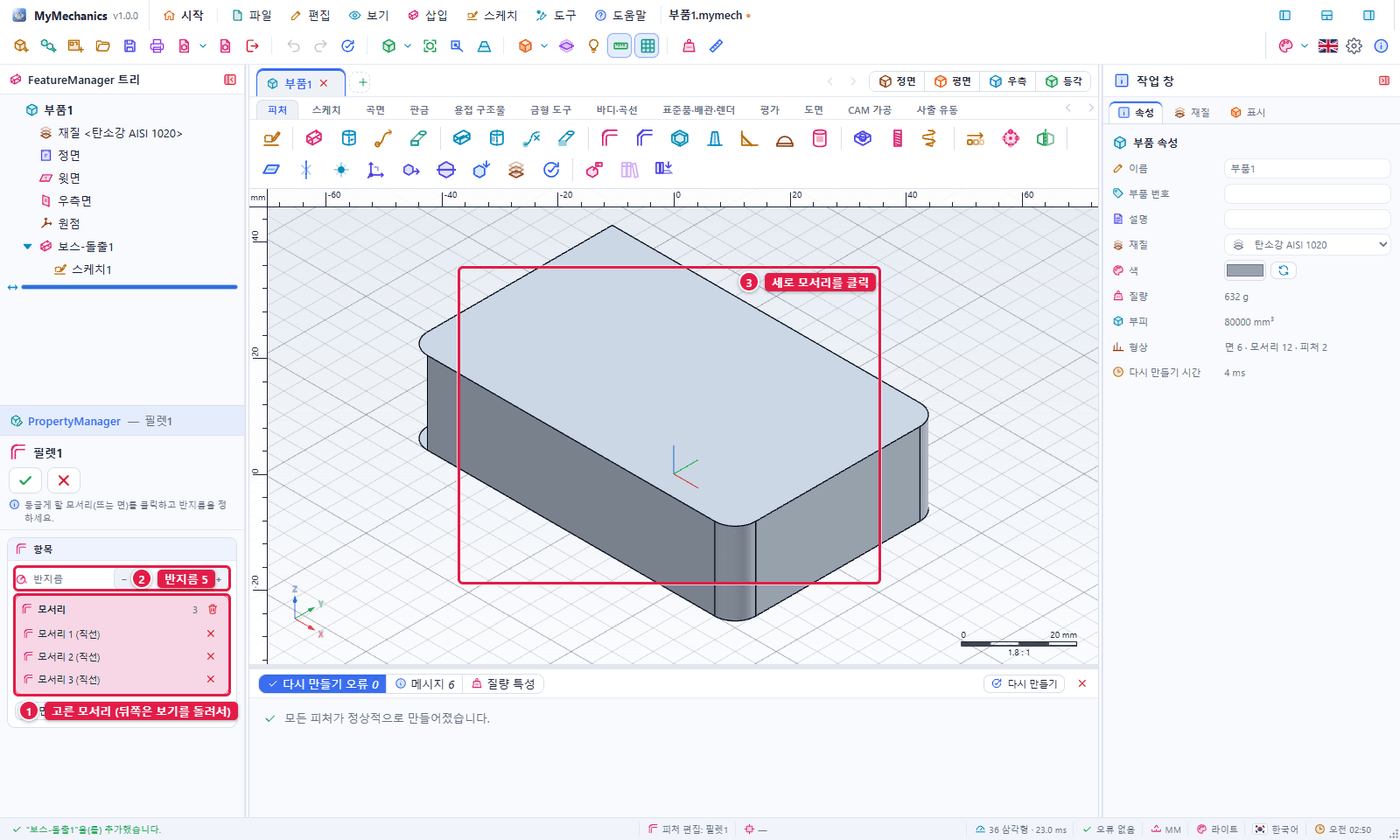 MyMechanics v1.0.0 시작 파일 편집 보기 삽입 스케치 도구 도움말 부품1.mymech
FeatureManager 트리
부품1
재질 <탄소강 AISI 1020>
정면
윗면
우측면
원점
보스-돌출1
스케치1
PropertyManager — 필렛1
필렛1
둥글게 할 모서리(또는 면)를 클릭하고 반지름을 정
하세요.
항목
반지름 − 2 반지름 5 +
모서리 3
모서리 1 (직선)
모서리 2 (직선)
모서리 3 (직선)
1 고른 모서리 (뒤쪽은 보기를 돌려서)
부품1
정면 평면 우측 등각
피처 스케치 곡면 판금 용접 구조물 금형 도구 바디·곡선 표준품·배관·렌더 평가 도면 CAM 가공 사출 유동
mm -60 -40 -20 0 20 40 60
40
20
0
20
3 세로 모서리를 클릭
Z
Y
X
0 20 mm
1.8 : 1
다시 만들기 오류 0 메시지 6 질량 특성 다시 만들기
모든 피처가 정상적으로 만들어졌습니다.
작업 창
속성 재질 표시
부품 속성
이름 부품1
부품 번호
설명
재질 탄소강 AISI 1020
색
질량 632 g
부피 80000 mm³
형상 면 6 · 모서리 12 · 피처 2
다시 만들기 시간 4 ms
"보스-돌출1"을(를) 추가했습니다. 피처 편집: 필렛1 — 36 삼각형 · 23.0 ms 오류 없음 MM 라이트 한국어 오전 02:50